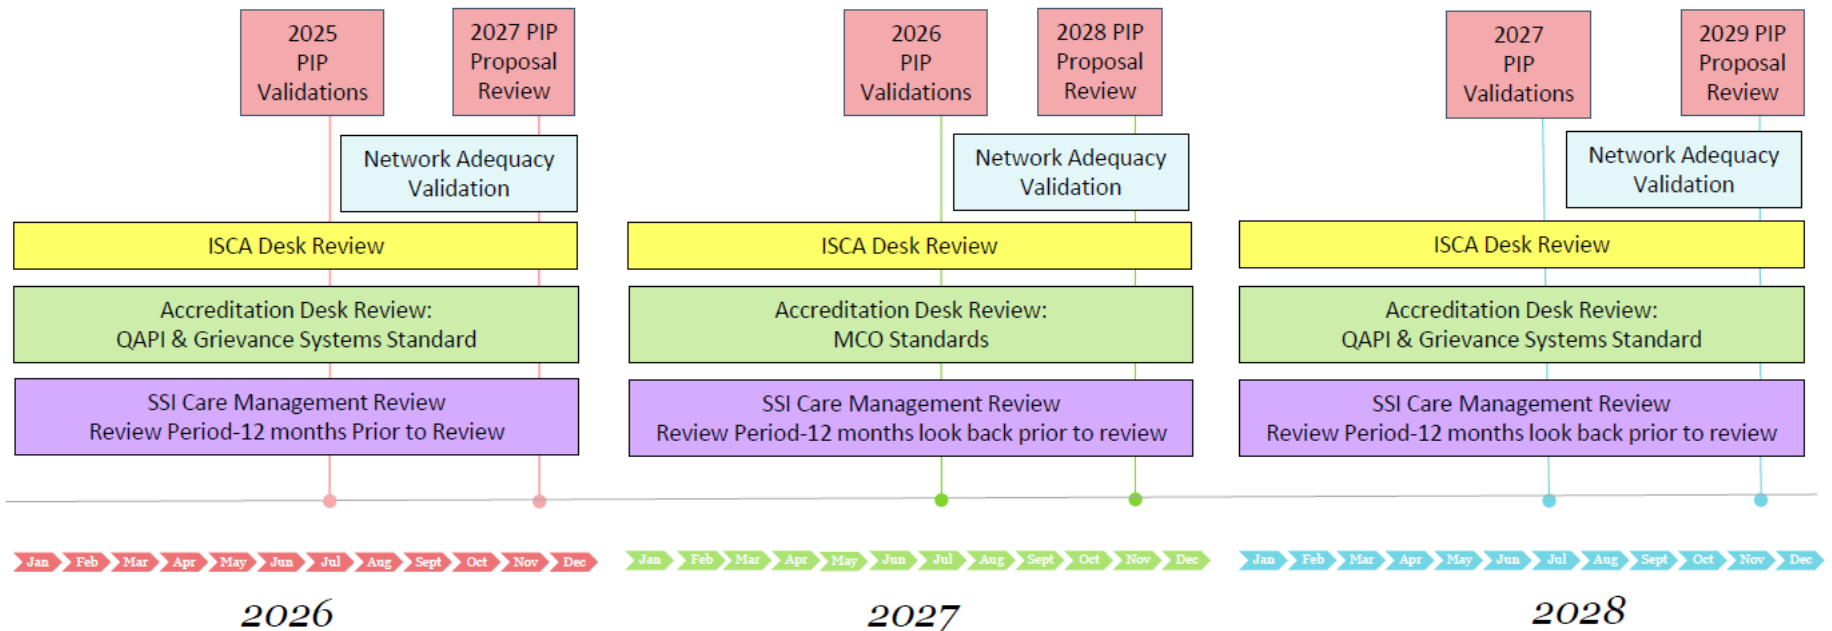 2025
PIP
Validations
2027 PIP
Proposal
Review
Network Adequacy
Validation
ISCA Desk Review
Accreditation Desk Review:
QAPI & Grievance Systems Standard
SSI Care Management Review
Review Period-12 months Prior to Review
Jan Feb Mar Apr May Jun Jul Aug Sept Oct Nov Dec
2026
2026
PIP
Validations
2028 PIP
Proposal
Review
Network Adequacy
Validation
ISCA Desk Review
Accreditation Desk Review:
MCO Standards
SSI Care Management Review
Review Period-12 months look back prior to review
Jan Feb Mar Apr May Jun Jul Aug Sept Oct Nov Dec
2027
2027
PIP
Validations
2029 PIP
Proposal
Review
Network Adequacy
Validation
ISCA Desk Review
Accreditation Desk Review:
QAPI & Grievance Systems Standard
SSI Care Management Review
Review Period-12 months look back prior to review
Jan Feb Mar Apr May Jun Jul Aug Sept Oct Nov Dec
2028